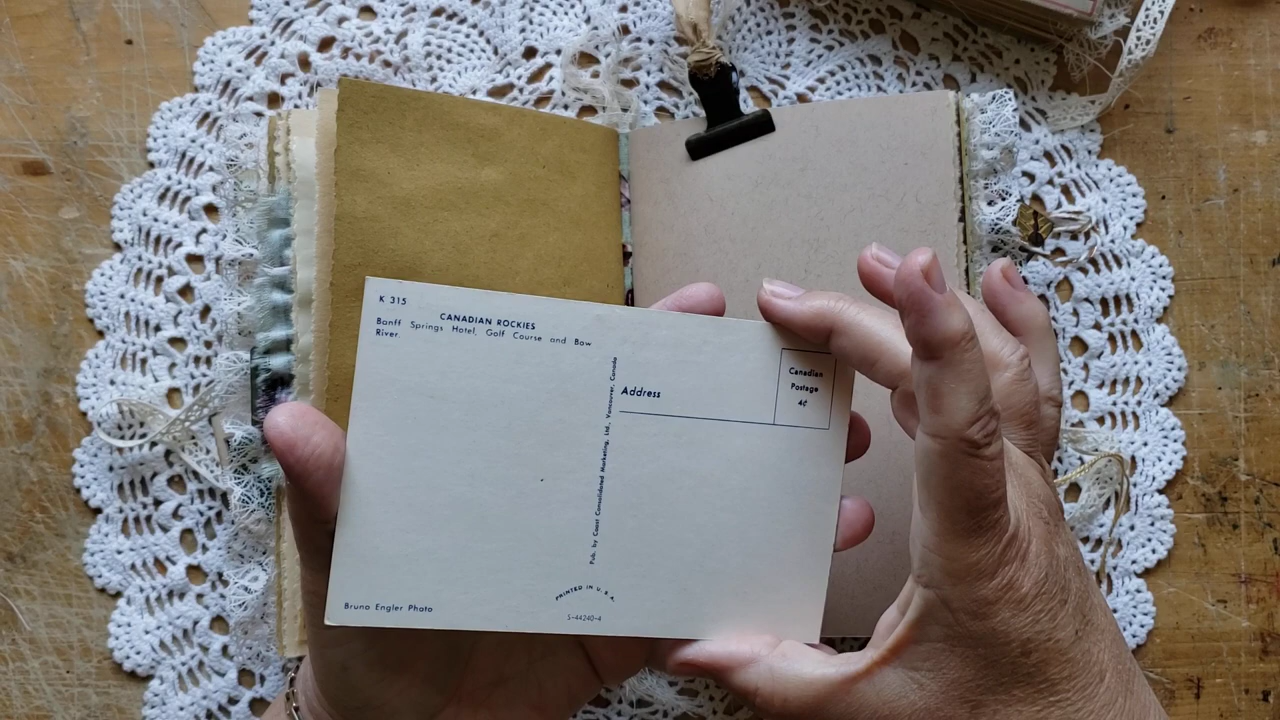 K 315
CANADIAN ROCKIES
Banff Springs Hotel, Golf Course and Bow
River.
Pub. by Coast Consolidated Marketing, Ltd., Vancouver, Canada
Address
Canadian
Postage
4¢
Bruno Engler Photo
PRINTED IN U.S.A.
S-44240-4